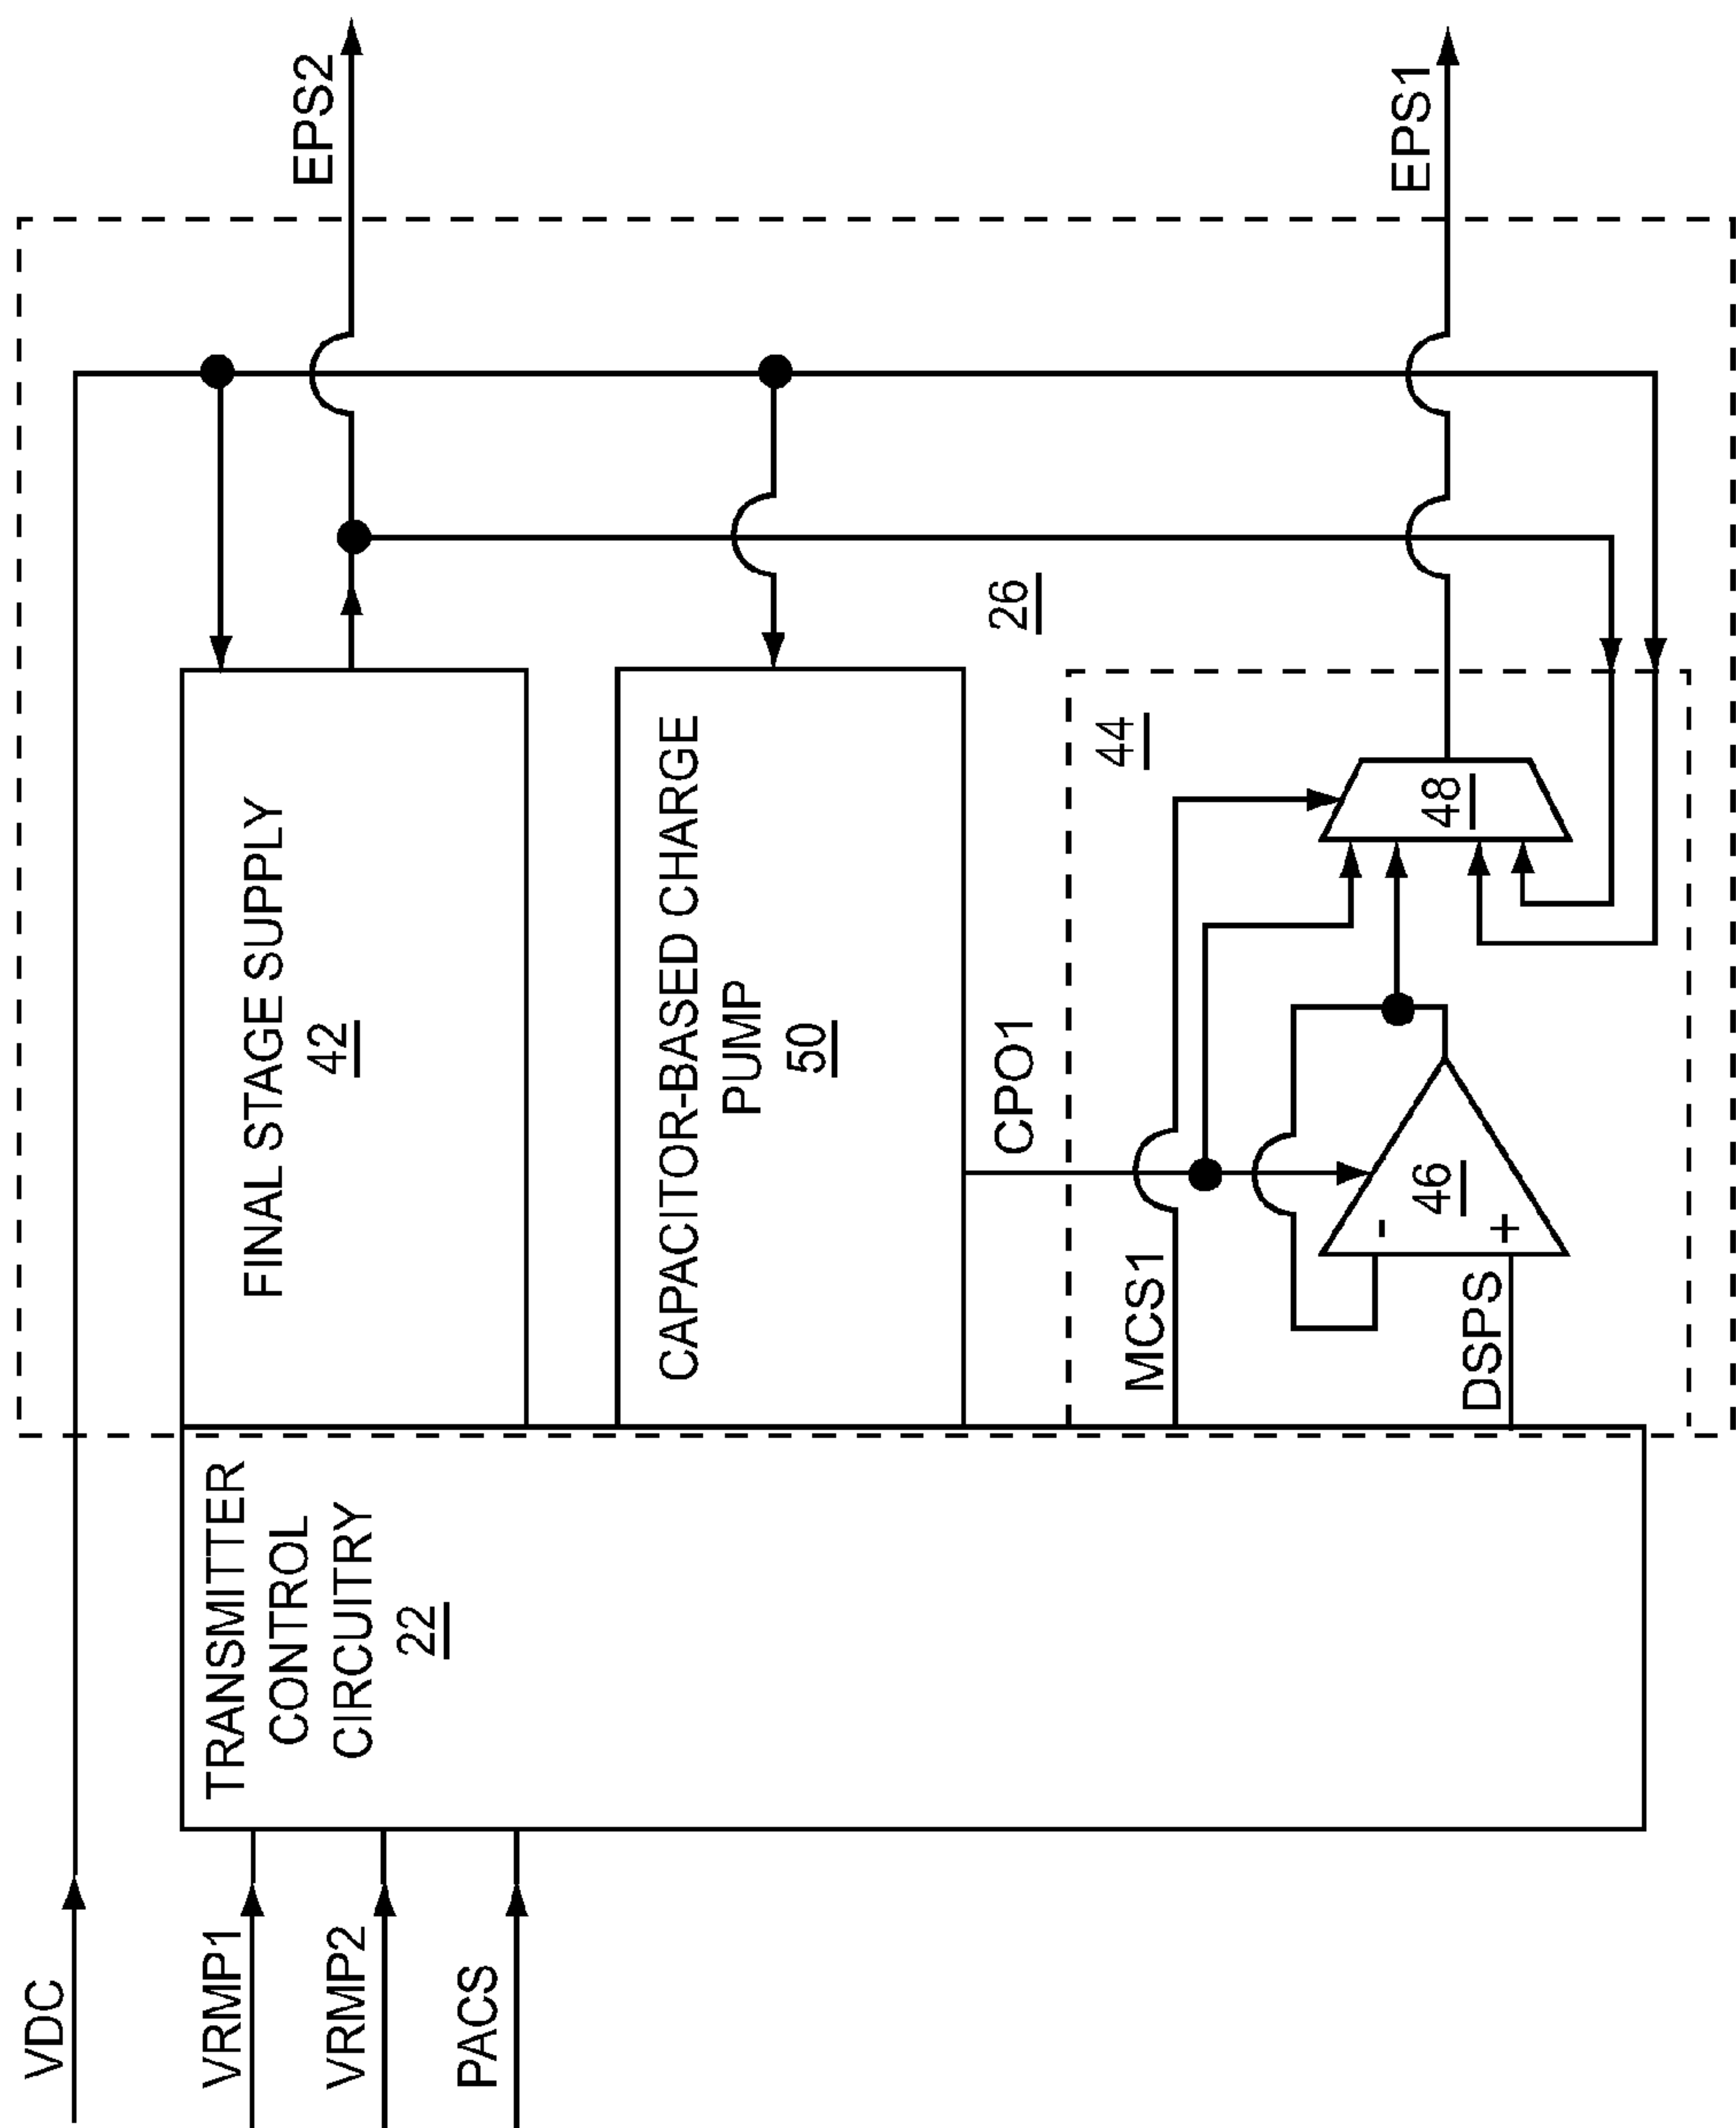 VDC
VRMP1
VRMP2
PACS
TRANSMITTER
CONTROL
CIRCUITRY
22
FINAL STAGE SUPPLY
42
EPS2
CAPACITOR-BASED CHARGE
PUMP
50
26
CPO1
44
MCS1
48
-
46
+
DSPS
EPS1